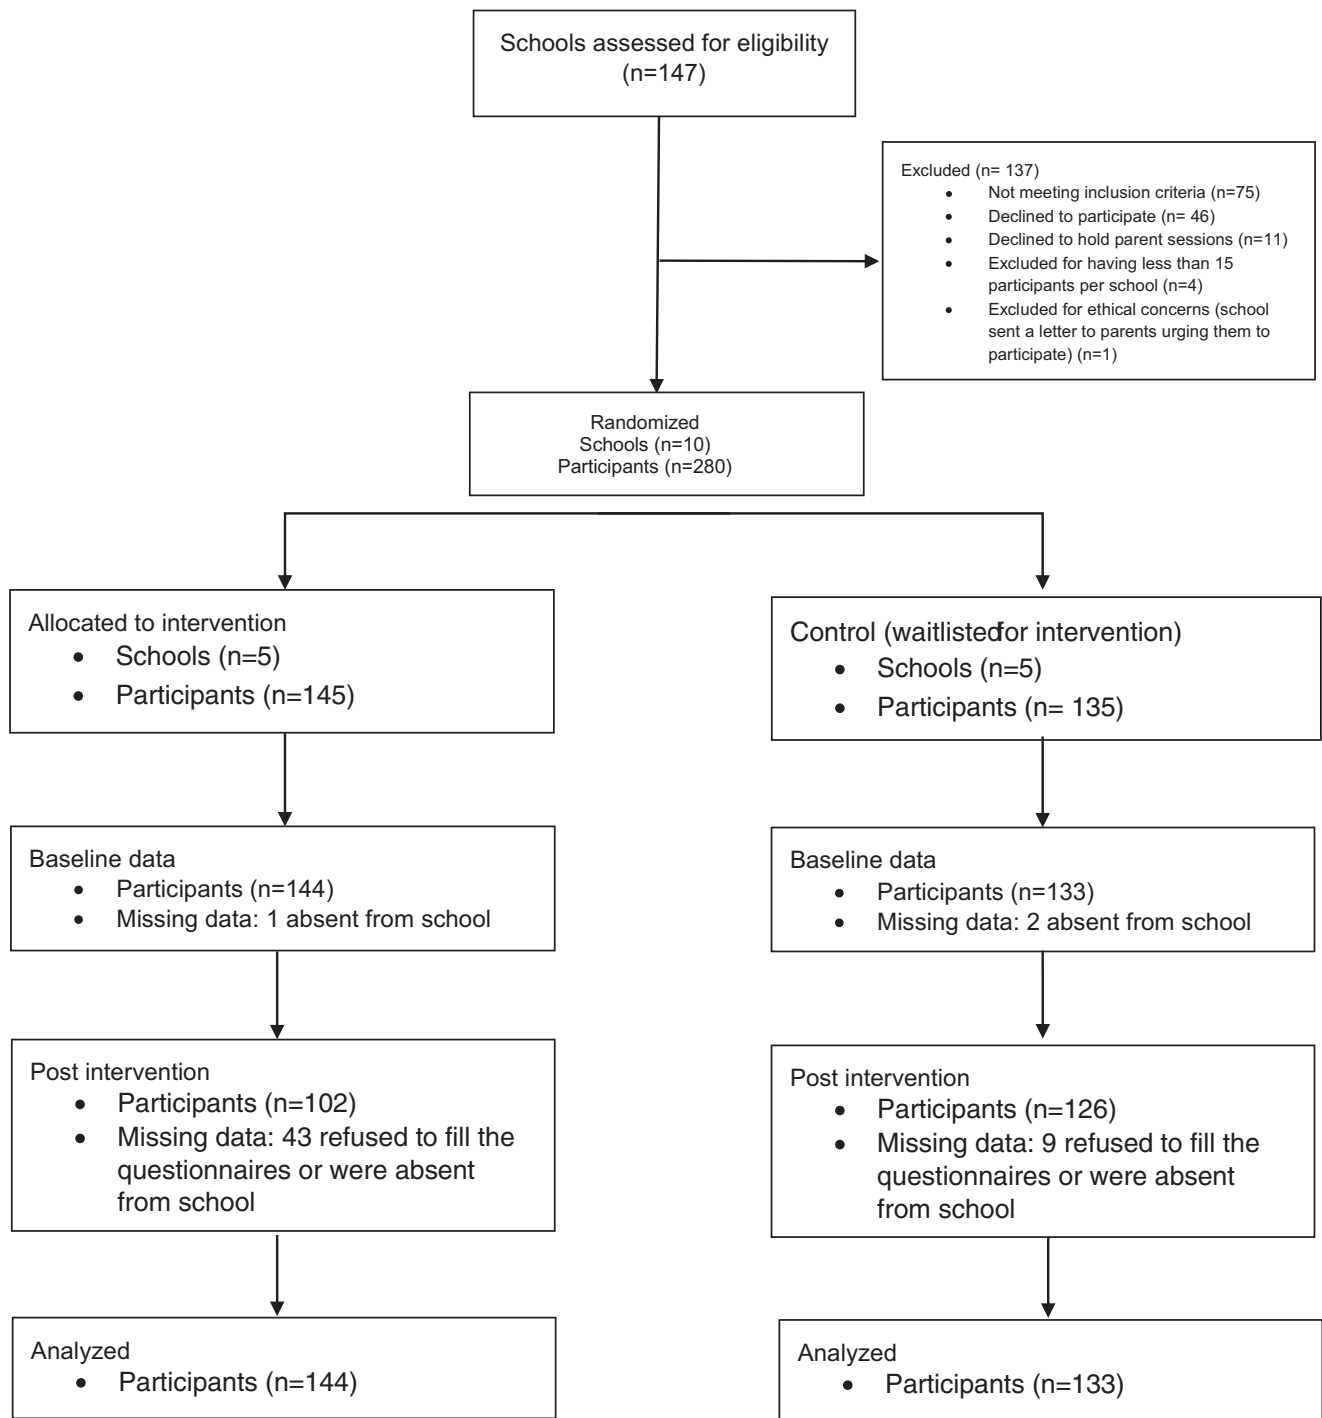 Schools assessed for eligibility
(n=147)
Excluded (n= 137)
• Not meeting inclusion criteria (n=75)
• Declined to participate (n= 46)
• Declined to hold parent sessions (n=11)
• Excluded for having less than 15
participants per school (n=4)
• Excluded for ethical concerns (school
sent a letter to parents urging them to
participate) (n=1)
Randomized
Schools (n=10)
Participants (n=280)
Allocated to intervention
• Schools (n=5)
• Participants (n=145)
Control (waitlistedfor intervention)
• Schools (n=5)
• Participants (n= 135)
Baseline data
• Participants (n=144)
• Missing data: 1 absent from school
Baseline data
• Participants (n=133)
• Missing data: 2 absent from school
Post intervention
• Participants (n=102)
• Missing data: 43 refused to fill the
questionnaires or were absent
from school
Post intervention
• Participants (n=126)
• Missing data: 9 refused to fill the
questionnaires or were absent
from school
Analyzed
• Participants (n=144)
Analyzed
• Participants (n=133)